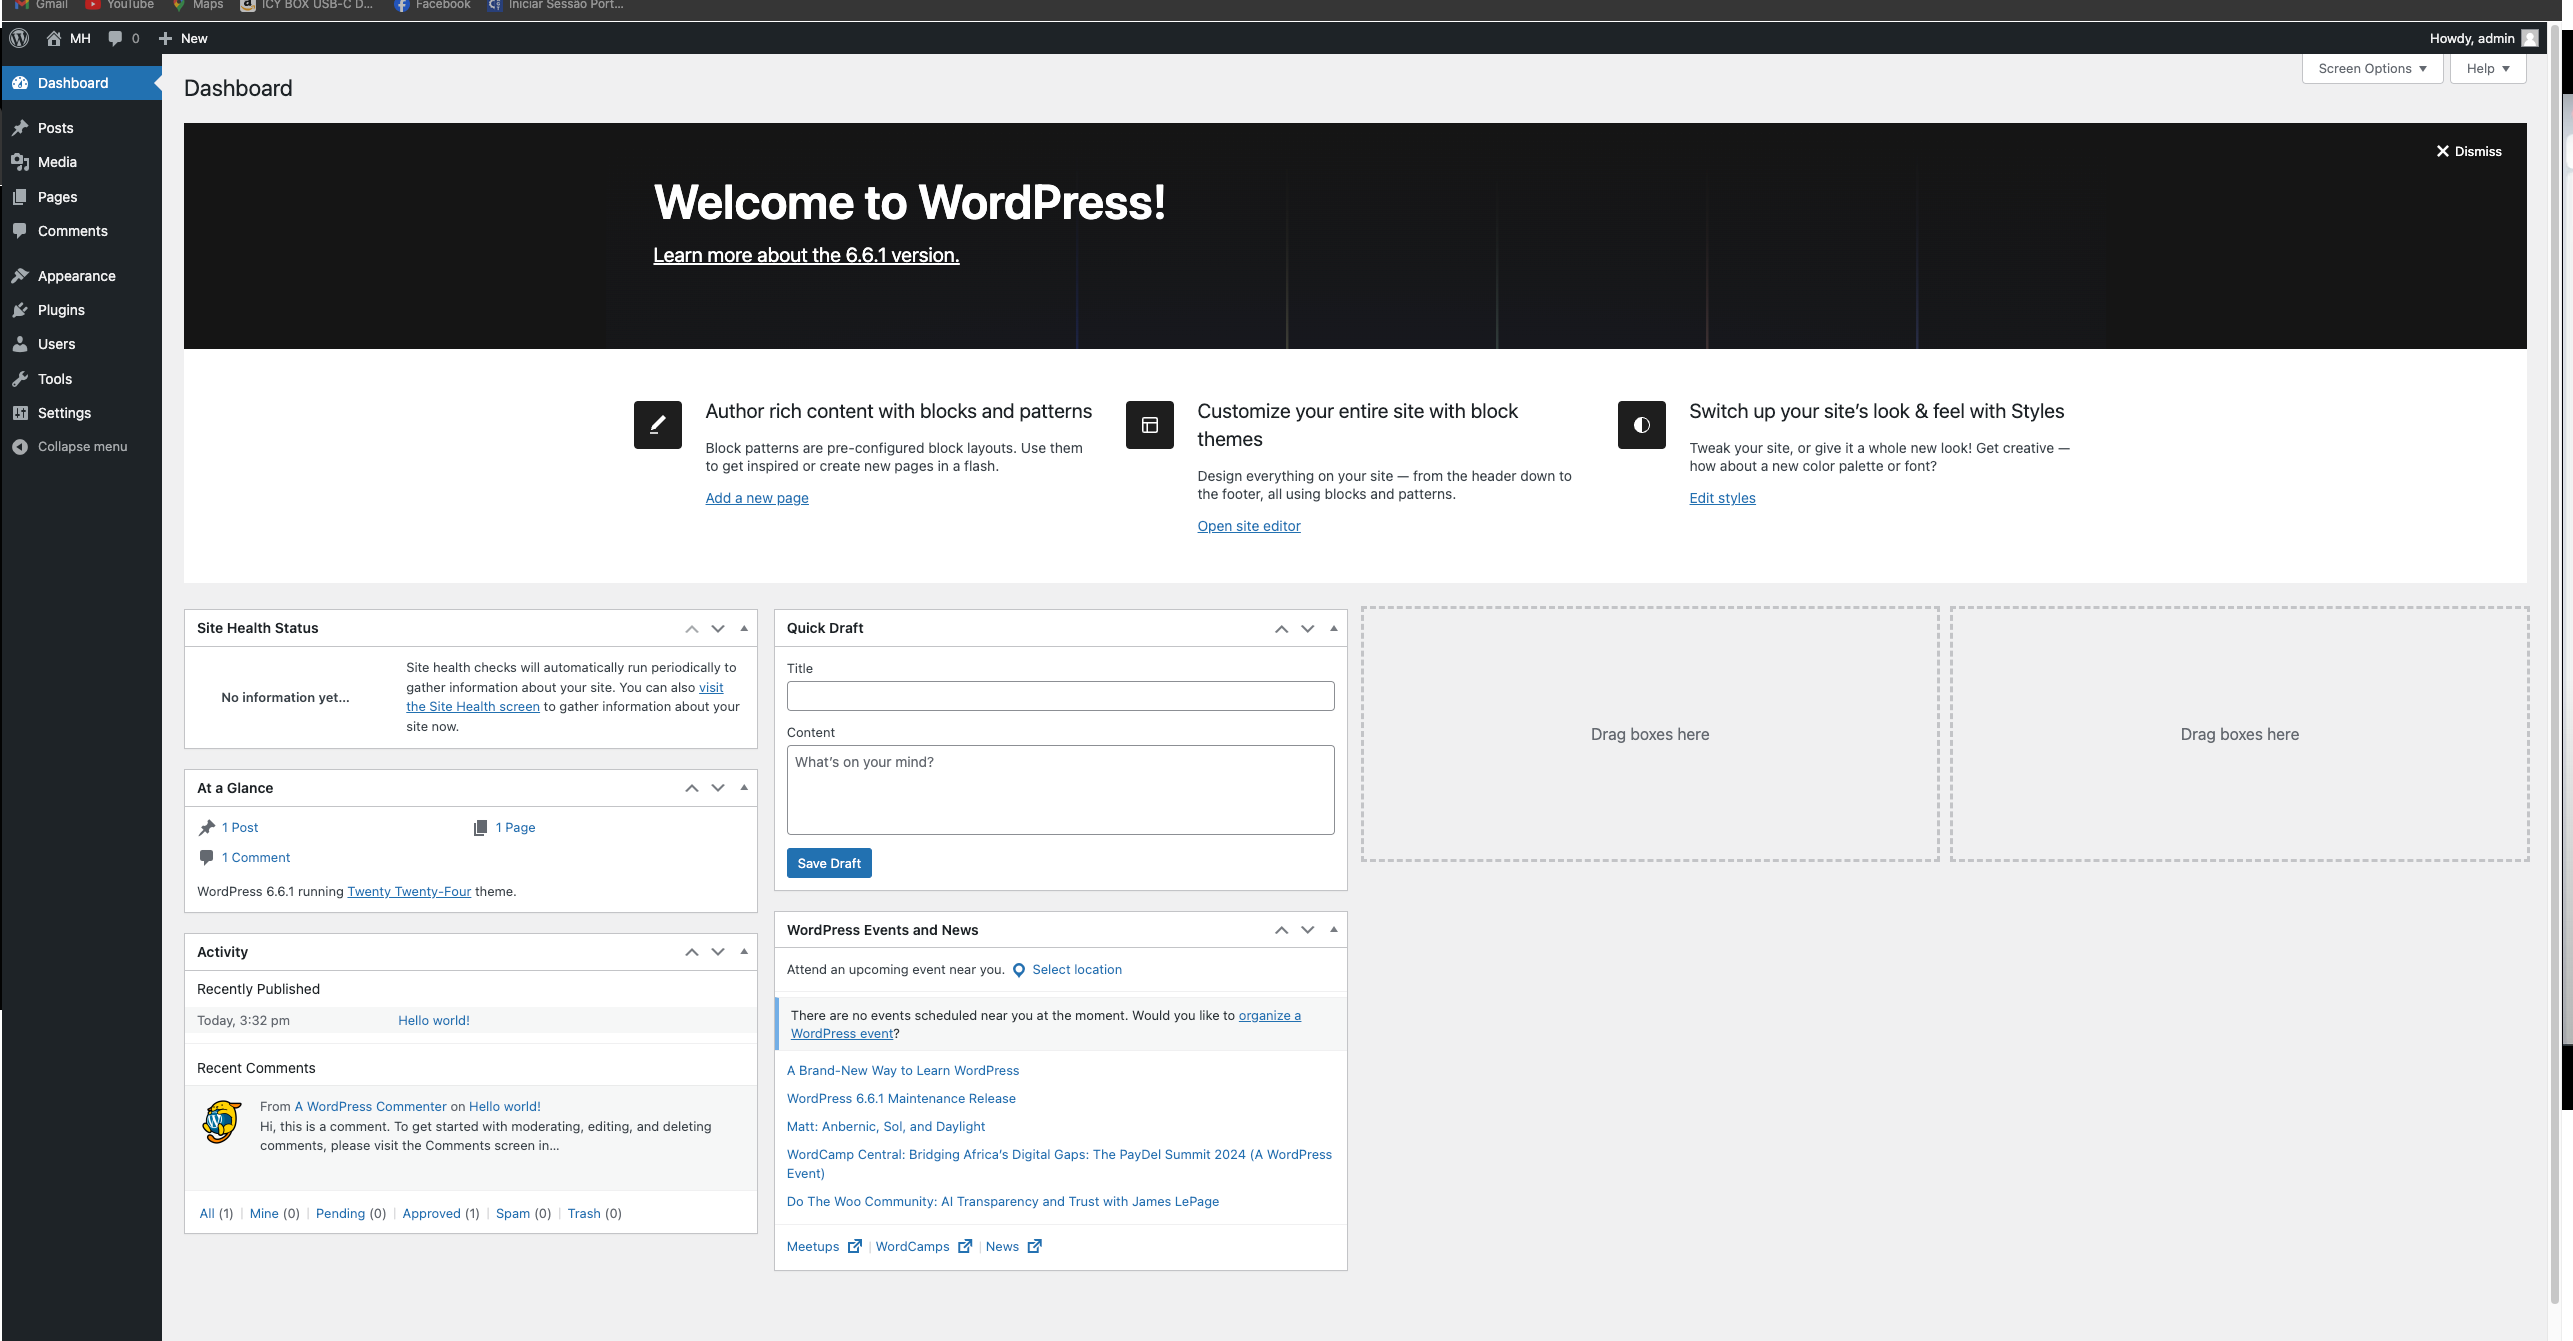 Gmail YouTube Maps ICY BOX USB-C D... Facebook Iniciar Sessão Port...
MH 0 New Howdy, admin
Screen Options Help
Dashboard
Posts
Media
Pages
Comments
Appearance
Plugins
Users
Tools
Settings
Collapse menu
Dashboard
Dismiss
Welcome to WordPress!
Learn more about the 6.6.1 version.
Author rich content with blocks and patterns
Block patterns are pre-configured block layouts. Use them
to get inspired or create new pages in a flash.
Add a new page
Customize your entire site with block
themes
Design everything on your site — from the header down to
the footer, all using blocks and patterns.
Open site editor
Switch up your site’s look & feel with Styles
Tweak your site, or give it a whole new look! Get creative —
how about a new color palette or font?
Edit styles
Site Health Status
No information yet…
Site health checks will automatically run periodically to
gather information about your site. You can also visit
the Site Health screen to gather information about your
site now.
At a Glance
1 Post 1 Page
1 Comment
WordPress 6.6.1 running Twenty Twenty-Four theme.
Activity
Recently Published
Today, 3:32 pm Hello world!
Recent Comments
From A WordPress Commenter on Hello world!
Hi, this is a comment. To get started with moderating, editing, and deleting
comments, please visit the Comments screen in…
All (1) | Mine (0) | Pending (0) | Approved (1) | Spam (0) | Trash (0)
Quick Draft
Title
Content
What’s on your mind?
Save Draft
WordPress Events and News
Attend an upcoming event near you. Select location
There are no events scheduled near you at the moment. Would you like to organize a
WordPress event?
A Brand-New Way to Learn WordPress
WordPress 6.6.1 Maintenance Release
Matt: Anbernic, Sol, and Daylight
WordCamp Central: Bridging Africa’s Digital Gaps: The PayDel Summit 2024 (A WordPress
Event)
Do The Woo Community: AI Transparency and Trust with James LePage
Meetups | WordCamps | News
Drag boxes here
Drag boxes here